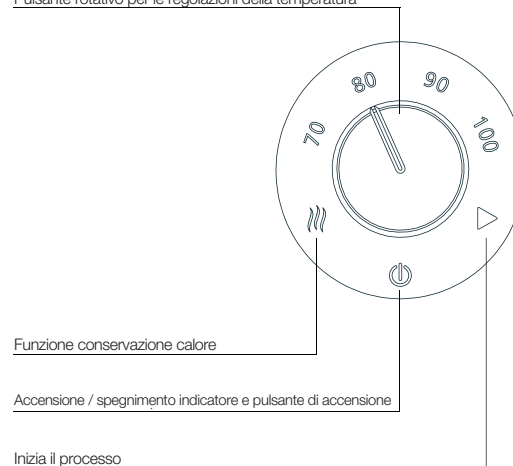 Pulsante rotativo per le regolazioni della temperatura
80
90
70
100
Funzione conservazione calore
Accensione / spegnimento indicatore e pulsante di accensione
Inizia il processo